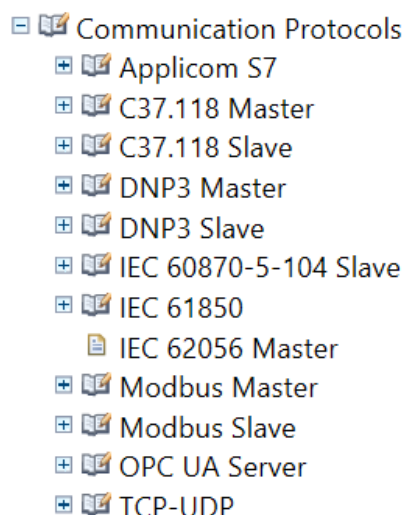 Communication Protocols
Applicom S7
C37.118 Master
C37.118 Slave
DNP3 Master
DNP3 Slave
IEC 60870-5-104 Slave
IEC 61850
IEC 62056 Master
Modbus Master
Modbus Slave
OPC UA Server
TCP-UDP